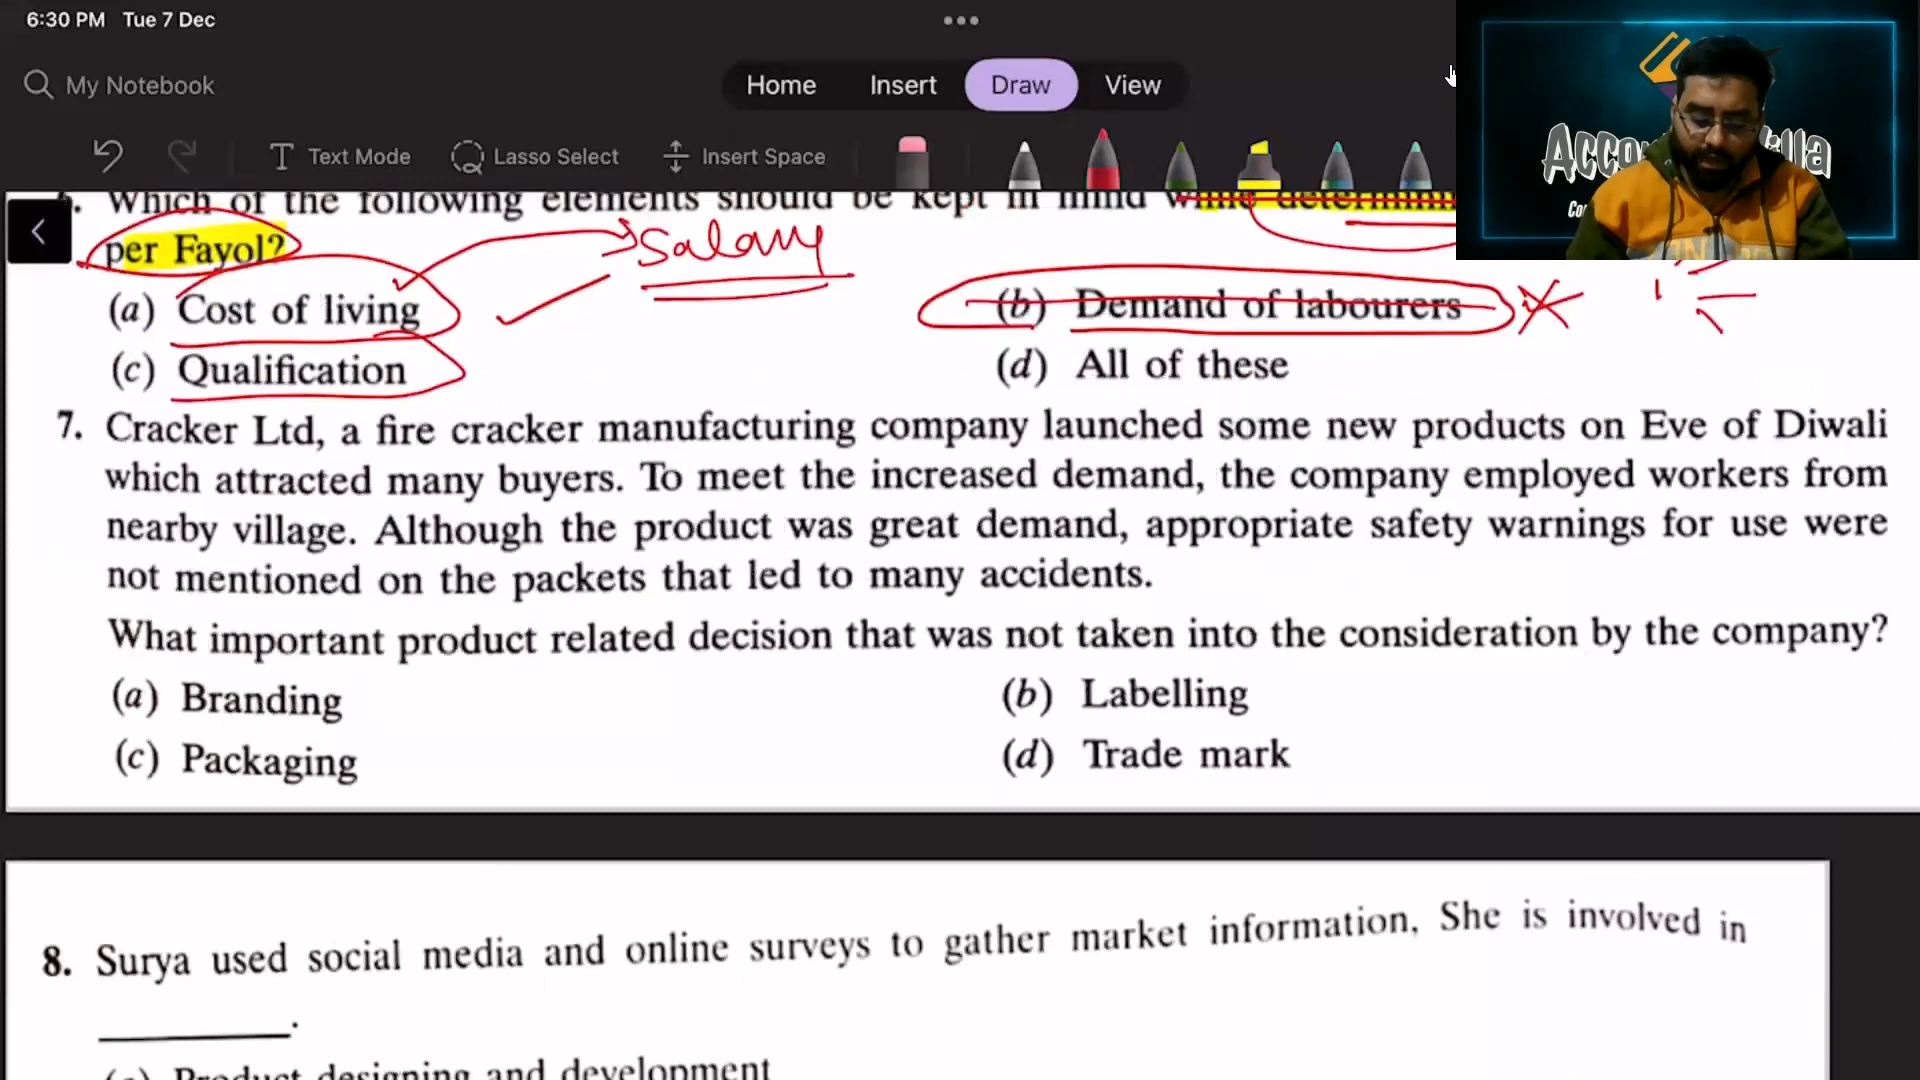 6:30 PM Tue 7 Dec
My Notebook
Home Insert Draw View
Text Mode Lasso Select Insert Space
Which of the following elements should be kept in mind while
per Fayol?
Salary
(a) Cost of living (b) Demand of labourers
(c) Qualification (d) All of these
7. Cracker Ltd, a fire cracker manufacturing company launched some new products on Eve of Diwali
which attracted many buyers. To meet the increased demand, the company employed workers from
nearby village. Although the product was great demand, appropriate safety warnings for use were
not mentioned on the packets that led to many accidents.
What important product related decision that was not taken into the consideration by the company?
(a) Branding (b) Labelling
(c) Packaging (d) Trade mark
8. Surya used social media and online surveys to gather market information, She is involved in
__________.
(a) Product designing and development